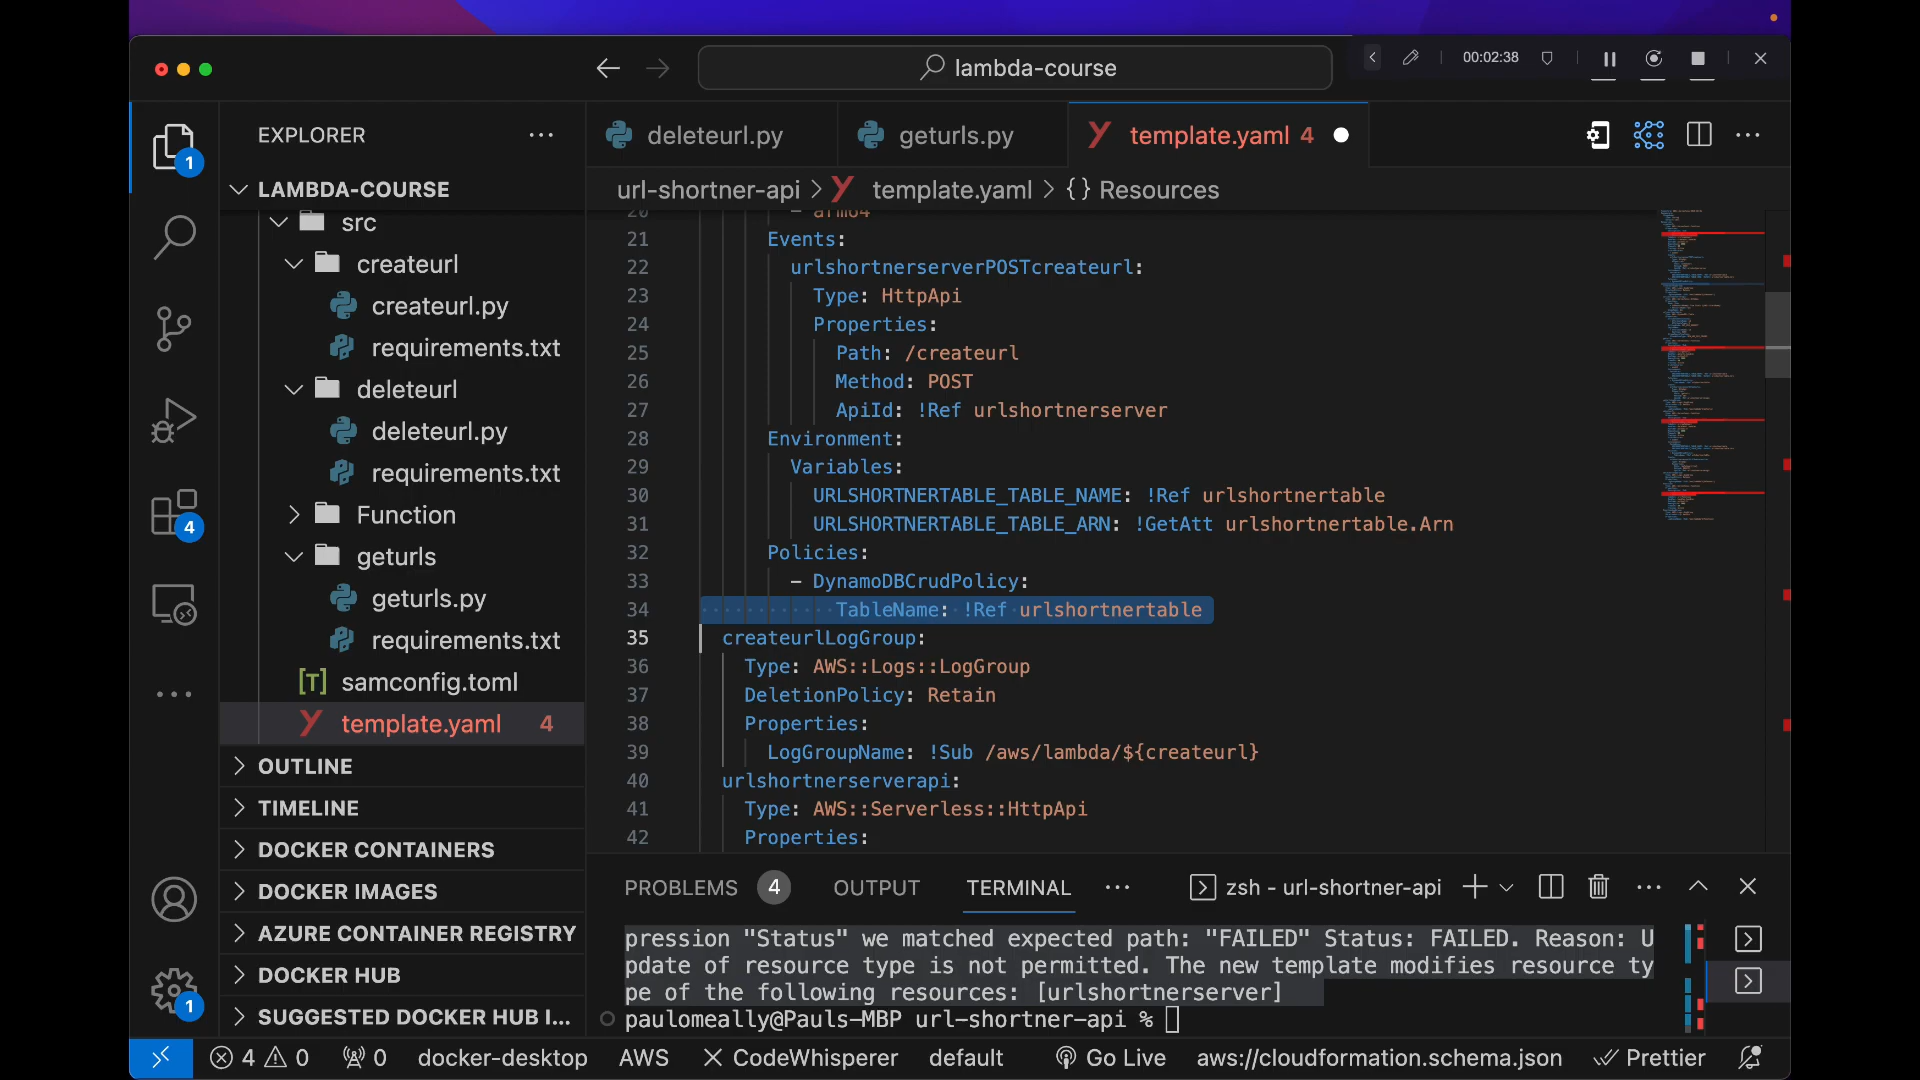 lambda-course
00:02:38
EXPLORER
LAMBDA-COURSE
src
createurl
createurl.py
requirements.txt
deleteurl
deleteurl.py
requirements.txt
Function
geturls
geturls.py
requirements.txt
[T] samconfig.toml
template.yaml 4
OUTLINE
TIMELINE
DOCKER CONTAINERS
DOCKER IMAGES
AZURE CONTAINER REGISTRY
DOCKER HUB
SUGGESTED DOCKER HUB I...
1
4
1
deleteurl.py
geturls.py
template.yaml 4
url-shortner-api > template.yaml > {} Resources
20 - arm64
21 Events:
22 urlshortnerserverPOSTcreateurl:
23 Type: HttpApi
24 Properties:
25 Path: /createurl
26 Method: POST
27 ApiId: !Ref urlshortnerserver
28 Environment:
29 Variables:
30 URLSHORTNERTABLE_TABLE_NAME: !Ref urlshortnertable
31 URLSHORTNERTABLE_TABLE_ARN: !GetAtt urlshortnertable.Arn
32 Policies:
33 - DynamoDBCrudPolicy:
34 TableName: !Ref urlshortnertable
35 createurlLogGroup:
36 Type: AWS::Logs::LogGroup
37 DeletionPolicy: Retain
38 Properties:
39 LogGroupName: !Sub /aws/lambda/${createurl}
40 urlshortnerserverapi:
41 Type: AWS::Serverless::HttpApi
42 Properties:
PROBLEMS 4 OUTPUT TERMINAL zsh - url-shortner-api
pression "Status" we matched expected path: "FAILED" Status: FAILED. Reason: U
pdate of resource type is not permitted. The new template modifies resource ty
pe of the following resources: [urlshortnerserver]
paulomeally@Pauls-MBP url-shortner-api %
4 0 0 docker-desktop AWS CodeWhisperer default Go Live aws://cloudformation.schema.json Prettier